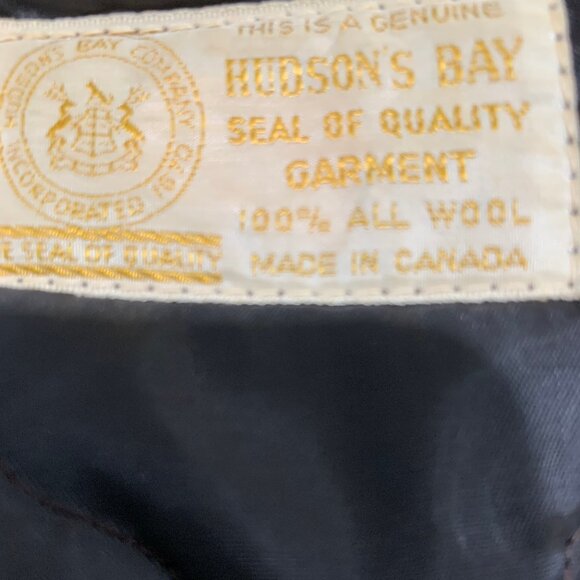 HUDSON'S BAY COMPANY
INCORPORATED
SEAL OF QUALITY
THIS IS A GENUINE
HUDSON'S BAY
SEAL OF QUALITY
GARMENT
100% ALL WOOL
MADE IN CANADA